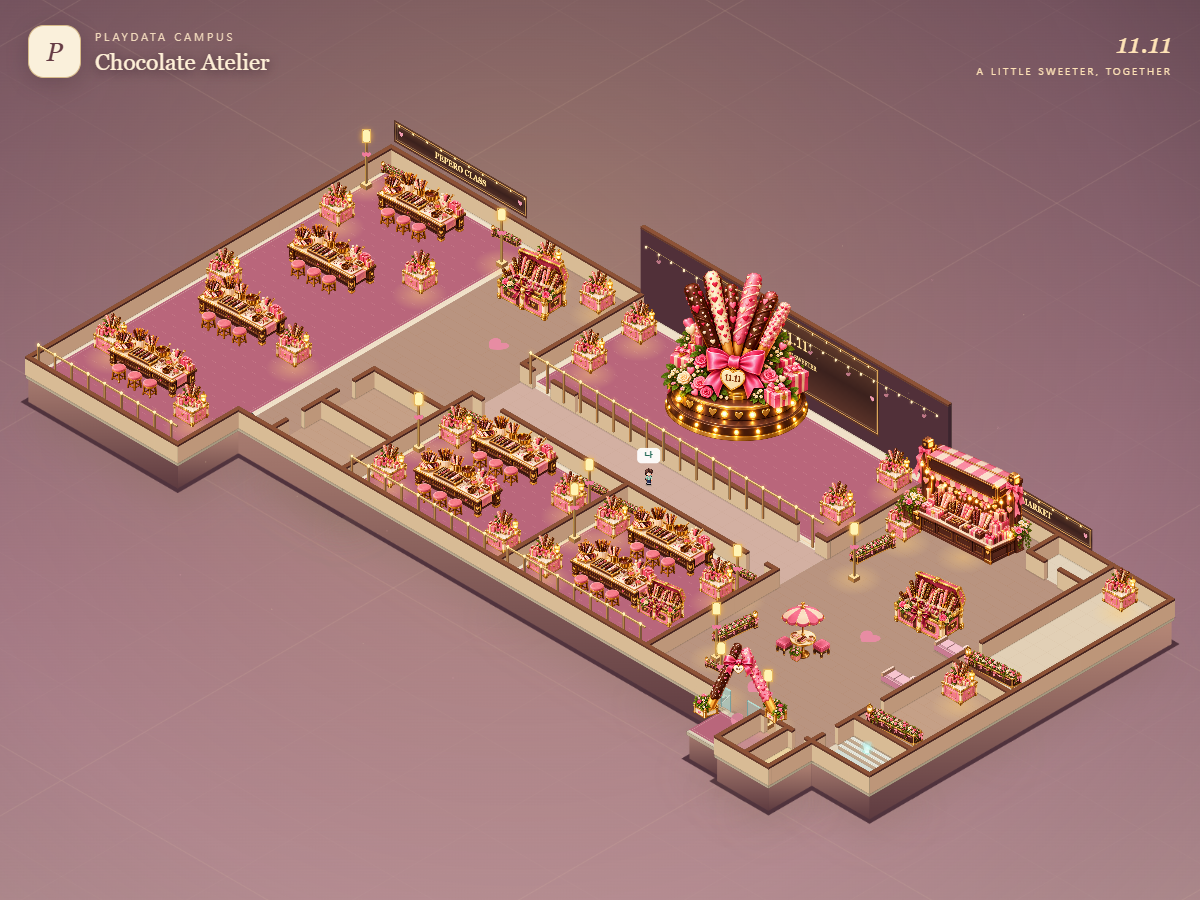 P
PLAYDATA CAMPUS
Chocolate Atelier
11.11
A LITTLE SWEETER, TOGETHER
PEPERO CLASS
11.11
나
MARKET